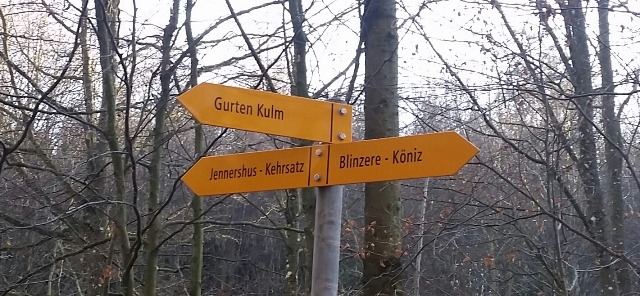 Gurten Kulm
Jennershus - Kehrsatz
Blinzere - Köniz